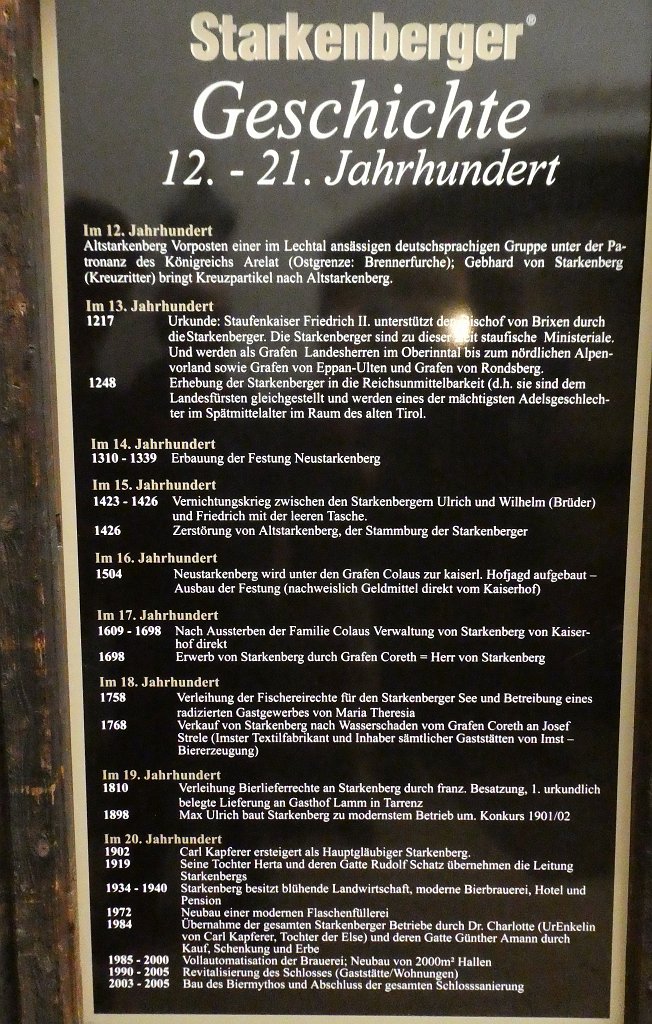 Starkenberger®
Geschichte
12. - 21. Jahrhundert
Im 12. Jahrhundert
Altstarkenberg Vorposten einer im Lechtal ansässigen deutschsprachigen Gruppe unter der Pa-
tronanz des Königreichs Arelat (Ostgrenze: Brennerfurche); Gebhard von Starkenberg
(Kreuzritter) bringt Kreuzpartikel nach Altstarkenberg.
Im 13. Jahrhundert
1217 Urkunde: Staufenkaiser Friedrich II. unterstützt den Bischof von Brixen durch
dieStarkenberger. Die Starkenberger sind zu dieser Zeit staufische Ministeriale.
Und werden als Grafen Landesherren im Oberinntal bis zum nördlichen Alpen-
vorland sowie Grafen von Eppan-Ulten und Grafen von Rondsberg.
1248 Erhebung der Starkenberger in die Reichsunmittelbarkeit (d.h. sie sind dem
Landesfürsten gleichgestellt und werden eines der mächtigsten Adelsgeschlech-
ter im Spätmittelalter im Raum des alten Tirol.
Im 14. Jahrhundert
1310 - 1339 Erbauung der Festung Neustarkenberg
Im 15. Jahrhundert
1423 - 1426 Vernichtungskrieg zwischen den Starkenbergern Ulrich und Wilhelm (Brüder)
und Friedrich mit der leeren Tasche.
1426 Zerstörung von Altstarkenberg, der Stammburg der Starkenberger
Im 16. Jahrhundert
1504 Neustarkenberg wird unter den Grafen Colaus zur kaiserl. Hofjagd aufgebaut –
Ausbau der Festung (nachweislich Geldmittel direkt vom Kaiserhof)
Im 17. Jahrhundert
1609 - 1698 Nach Aussterben der Familie Colaus Verwaltung von Starkenberg von Kaiser-
hof direkt
1698 Erwerb von Starkenberg durch Grafen Coreth = Herr von Starkenberg
Im 18. Jahrhundert
1758 Verleihung der Fischereirechte für den Starkenberger See und Betreibung eines
radizierten Gastgewerbes von Maria Theresia
1768 Verkauf von Starkenberg nach Wasserschaden vom Grafen Coreth an Josef
Strele (Imster Textilfabrikant und Inhaber sämtlicher Gaststätten von Imst –
Biererzeugung)
Im 19. Jahrhundert
1810 Verleihung Bierlieferrechte an Starkenberg durch franz. Besatzung, 1. urkundlich
belegte Lieferung an Gasthof Lamm in Tarrenz
1898 Max Ulrich baut Starkenberg zu modernstem Betrieb um. Konkurs 1901/02
Im 20. Jahrhundert
1902 Carl Kapferer ersteigert als Hauptgläubiger Starkenberg.
1919 Seine Tochter Herta und deren Gatte Rudolf Schatz übernehmen die Leitung
Starkenbergs
1934 - 1940 Starkenberg besitzt blühende Landwirtschaft, moderne Bierbrauerei, Hotel und
Pension
1972 Neubau einer modernen Flaschenfüllerei
1984 Übernahme der gesamten Starkenberger Betriebe durch Dr. Charlotte (UrEnkelin
von Carl Kapferer, Tochter der Else) und deren Gatte Günther Amann durch
Kauf, Schenkung und Erbe
1985 - 2000 Vollautomatisation der Brauerei; Neubau von 2000m² Hallen
1990 - 2005 Revitalisierung des Schlosses (Gaststätte/Wohnungen)
2003 - 2005 Bau des Biermythos und Abschluss der gesamten Schlosssanierung